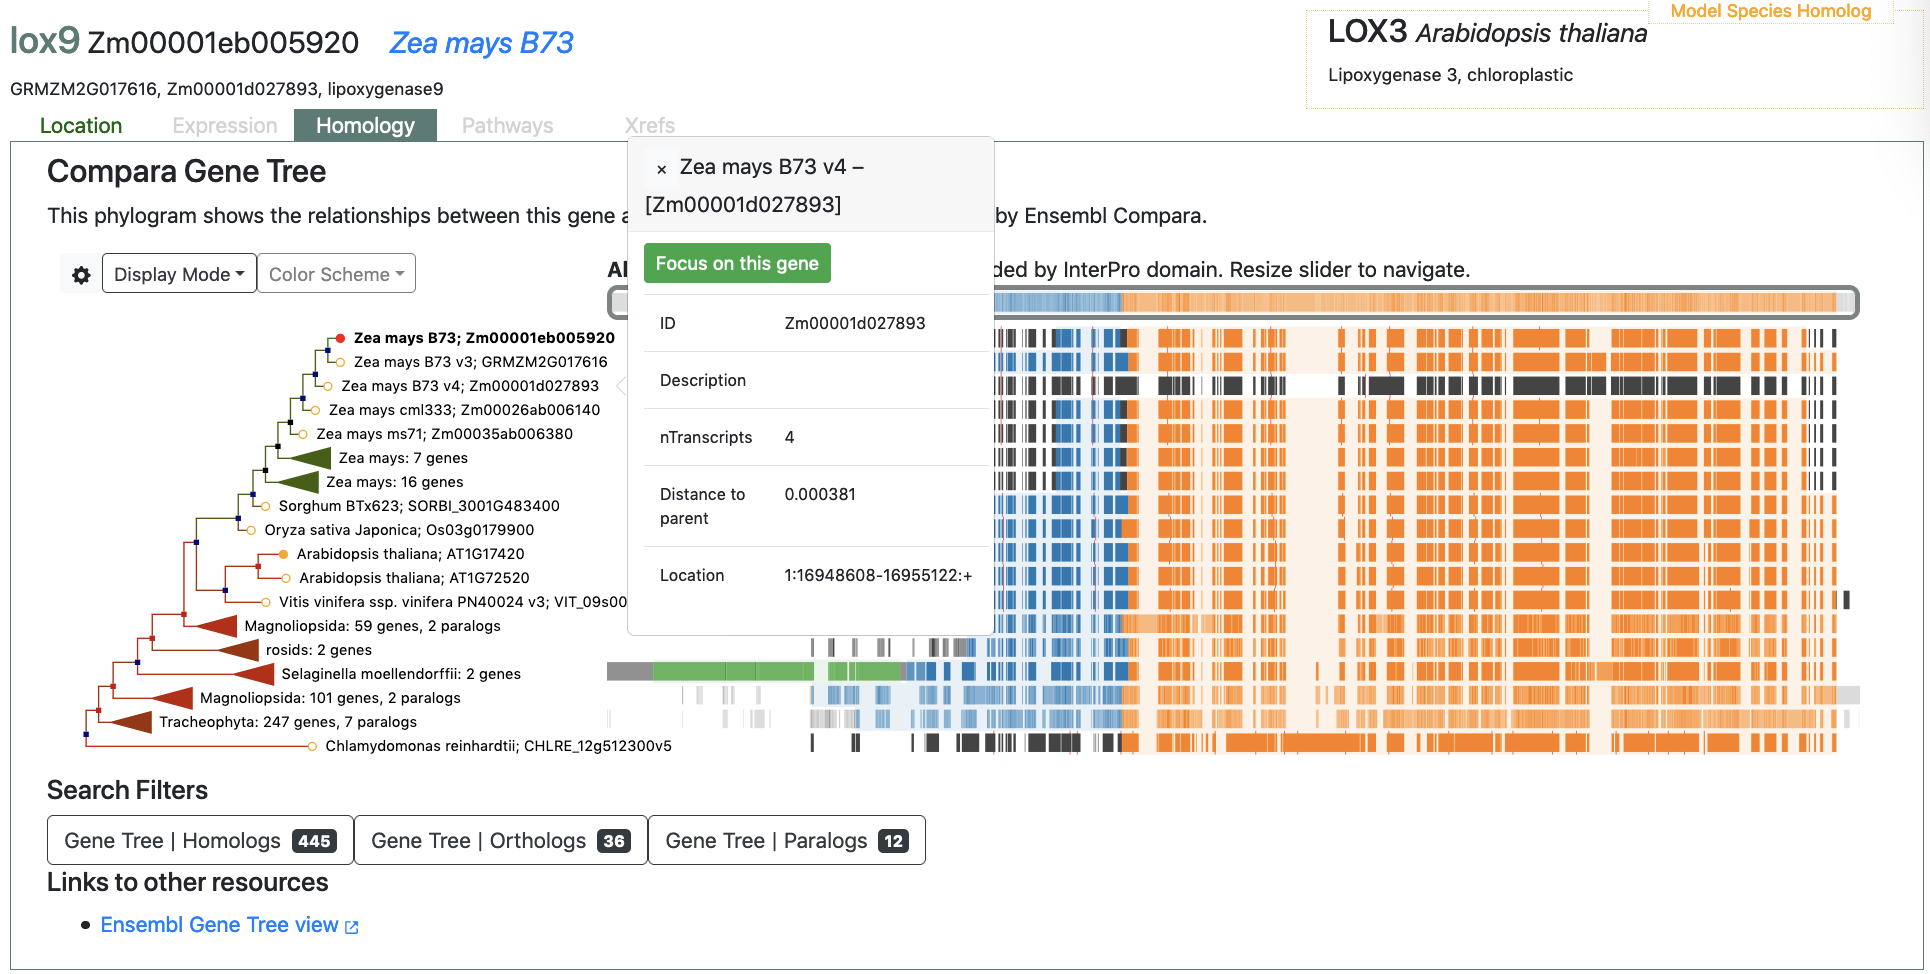 Model Species Homolog
lox9 Zm00001eb005920 Zea mays B73
LOX3 Arabidopsis thaliana
GRMZM2G017616, Zm00001d027893, lipoxygenase9
Lipoxygenase 3, chloroplastic
Location Expression Homology Pathways Xrefs
Compara Gene Tree
This phylogram shows the relationships between this gene a
by Ensembl Compara.
Display Mode Color Scheme
Al
ded by InterPro domain. Resize slider to navigate.
× Zea mays B73 v4 –
[Zm00001d027893]
Focus on this gene
ID Zm00001d027893
Description
nTranscripts 4
Distance to
parent 0.000381
Location 1:16948608-16955122:+
Zea mays B73; Zm00001eb005920
Zea mays B73 v3; GRMZM2G017616
Zea mays B73 v4; Zm00001d027893
Zea mays cml333; Zm00026ab006140
Zea mays ms71; Zm00035ab006380
Zea mays: 7 genes
Zea mays: 16 genes
Sorghum BTx623; SORBI_3001G483400
Oryza sativa Japonica; Os03g0179900
Arabidopsis thaliana; AT1G17420
Arabidopsis thaliana; AT1G72520
Vitis vinifera ssp. vinifera PN40024 v3; VIT_09s00
Magnoliopsida: 59 genes, 2 paralogs
rosids: 2 genes
Selaginella moellendorffii: 2 genes
Magnoliopsida: 101 genes, 2 paralogs
Tracheophyta: 247 genes, 7 paralogs
Chlamydomonas reinhardtii; CHLRE_12g512300v5
Search Filters
Gene Tree | Homologs 445 Gene Tree | Orthologs 36 Gene Tree | Paralogs 12
Links to other resources
Ensembl Gene Tree view